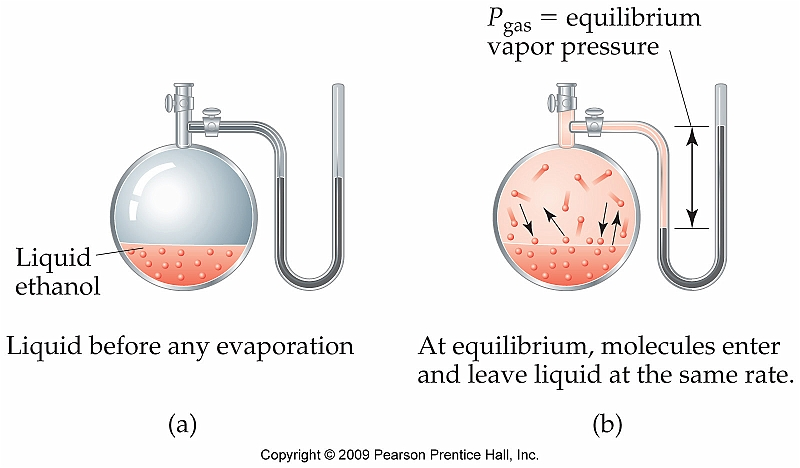 P gas = equilibrium
vapor pressure
Liquid
ethanol
Liquid before any evaporation
At equilibrium, molecules enter
and leave liquid at the same rate.
(a)
(b)
Copyright © 2009 Pearson Prentice Hall, Inc.